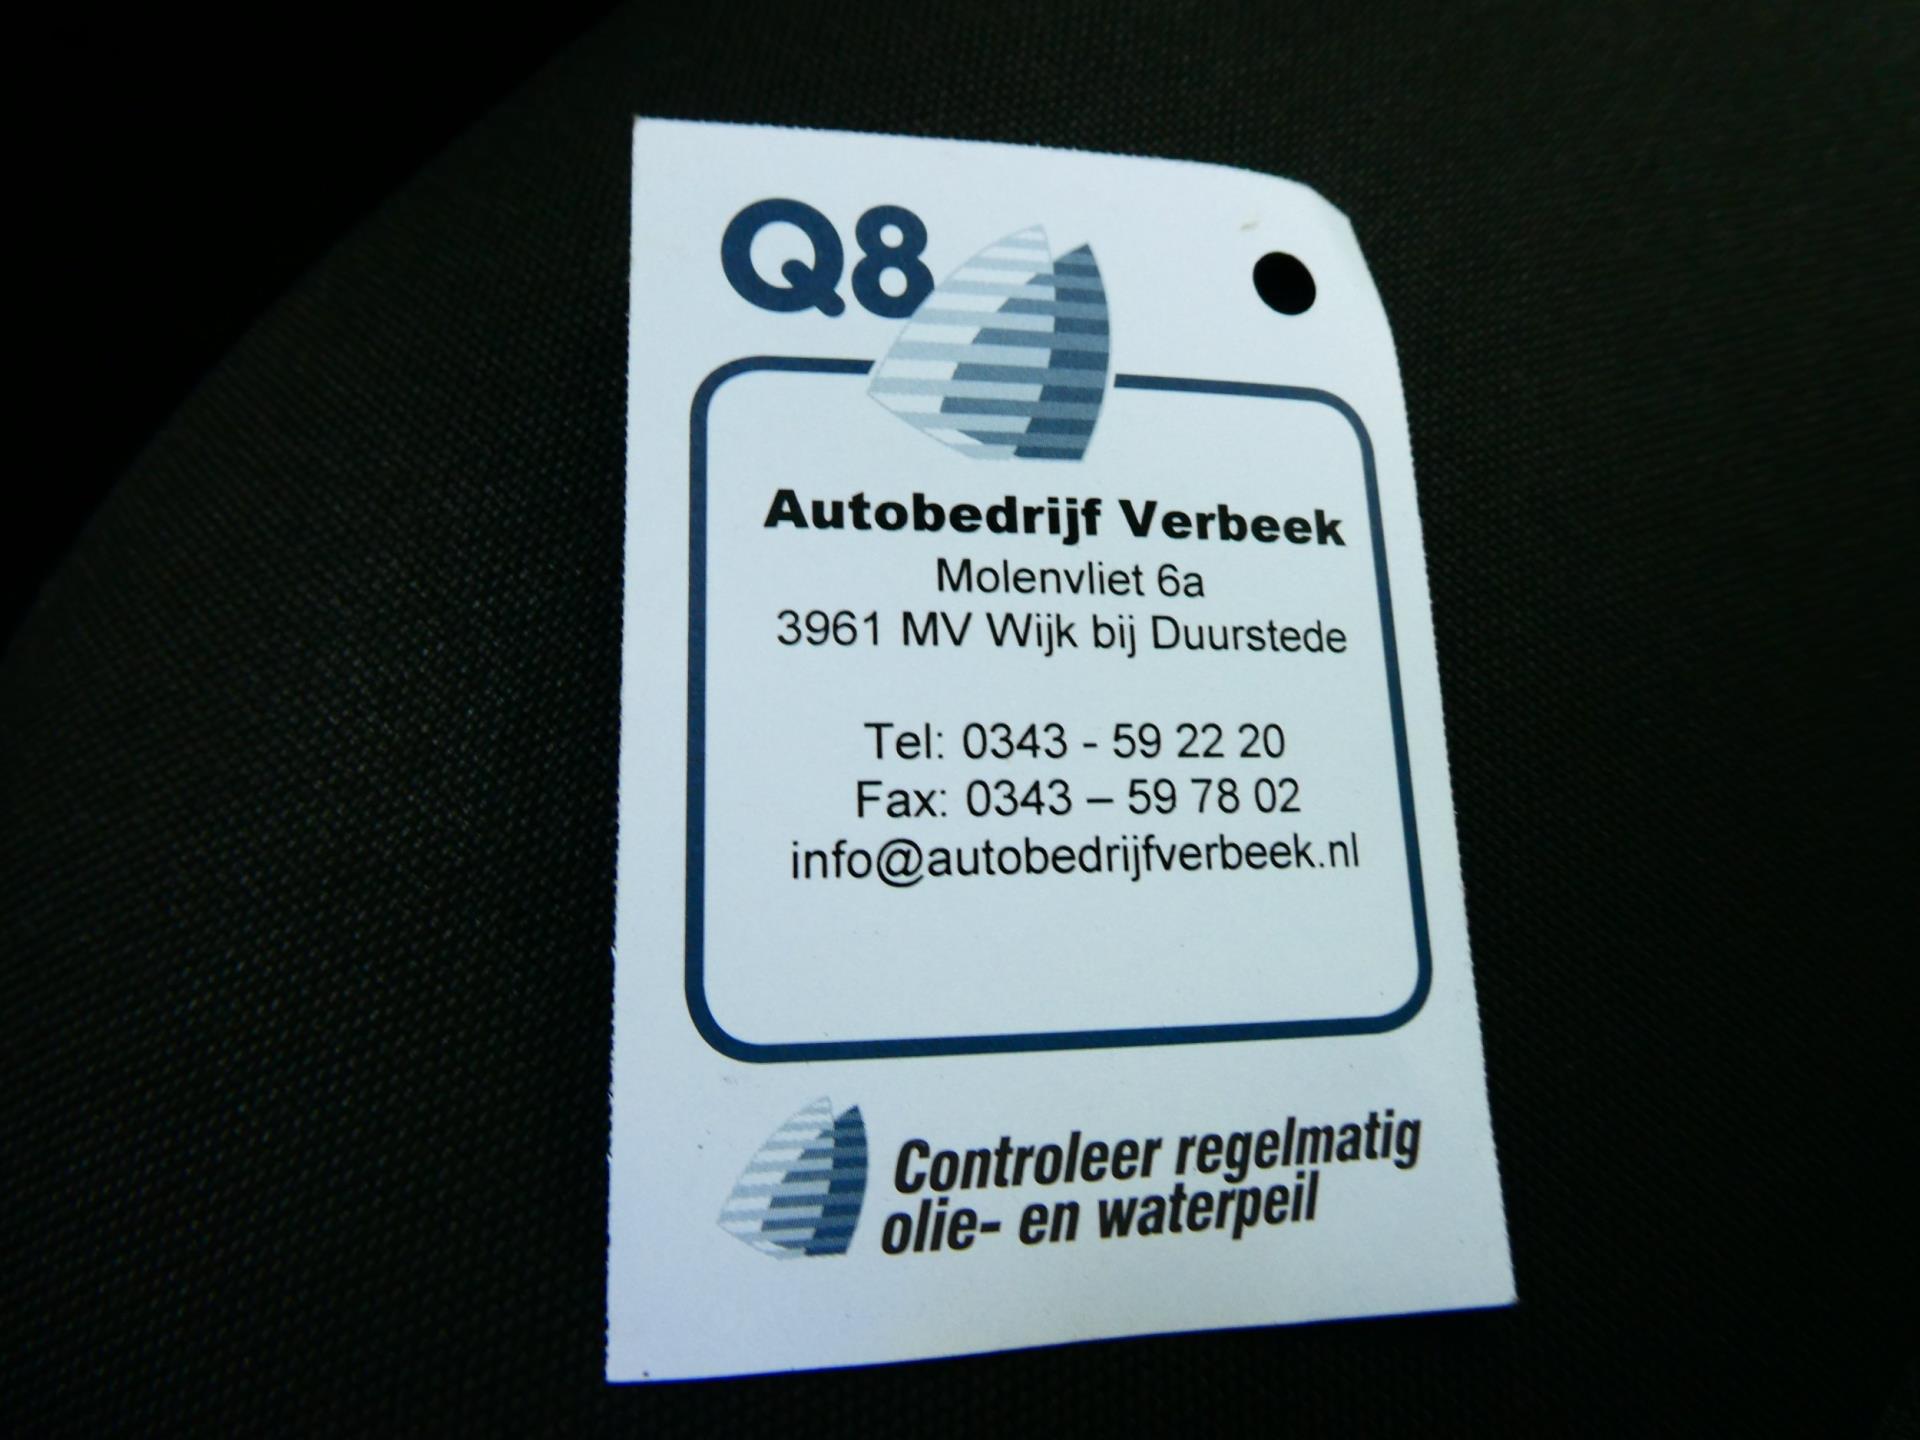 Q8
Autobedrijf Verbeek
Molenvliet 6a
3961 MV Wijk bij Duurstede
Tel: 0343 - 59 22 20
Fax: 0343 – 59 78 02
info@autobedrijfverbeek.nl
Controleer regelmatig
olie- en waterpeil